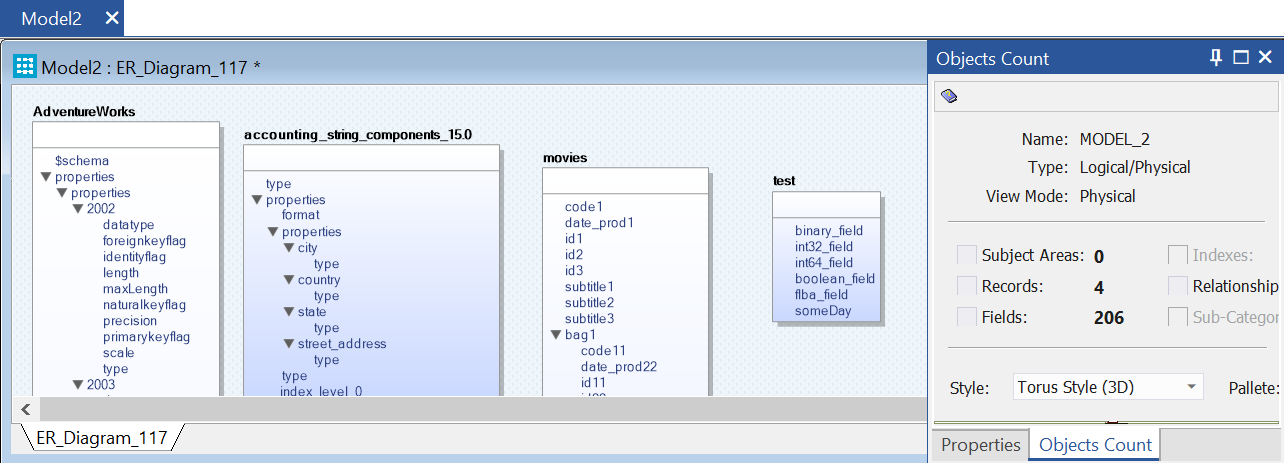 Model2
Model2 : ER_Diagram_117 *
AdventureWorks
$schema
properties
properties
2002
datatype
foreignkeyflag
identityflag
length
maxLength
naturalkeyflag
precision
primarykeyflag
scale
type
2003
accounting_string_components_15.0
type
properties
format
properties
city
type
country
type
state
type
street_address
type
type
index_level_0
movies
code1
date_prod1
id1
id2
id3
subtitle1
subtitle2
subtitle3
bag1
code11
date_prod22
id11
test
binary_field
int32_field
int64_field
boolean_field
flba_field
someDay
ER_Diagram_117
Objects Count
Name: MODEL_2
Type: Logical/Physical
View Mode: Physical
Subject Areas: 0 Indexes:
Records: 4 Relationship
Fields: 206 Sub-Categor
Style: Torus Style (3D) Pallete:
Properties Objects Count